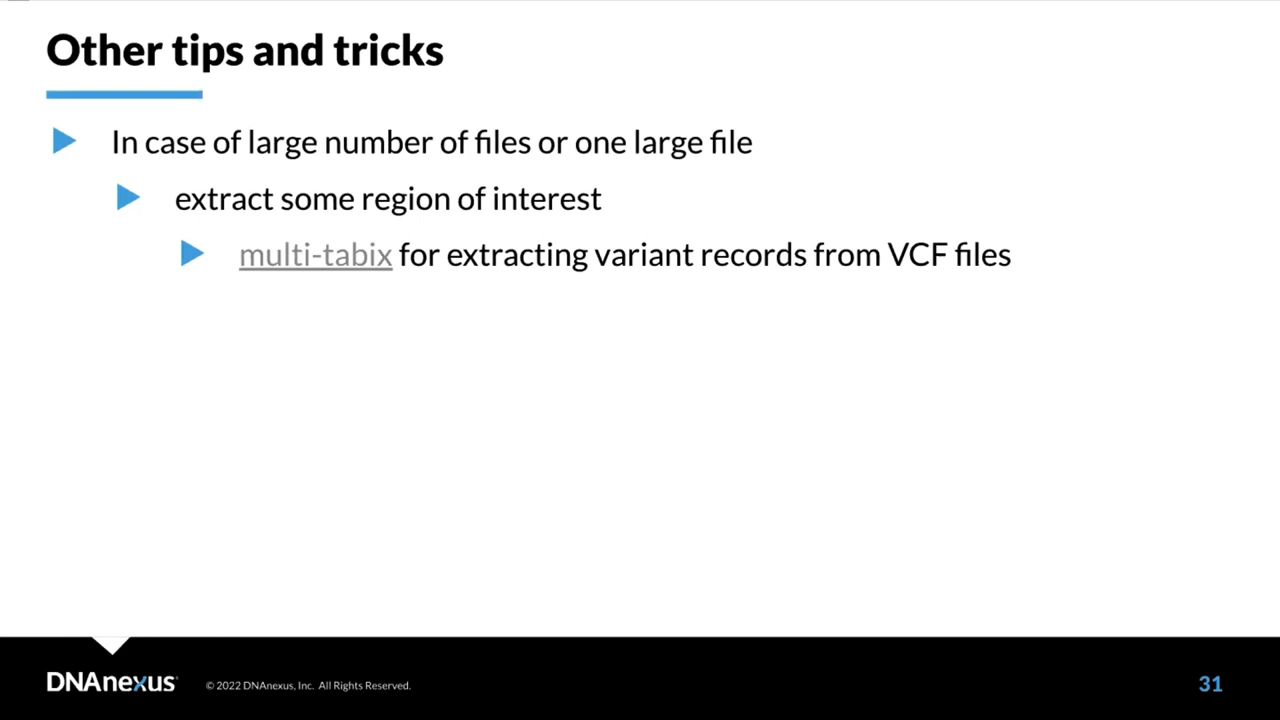 Other tips and tricks
In case of large number of files or one large file
extract some region of interest
multi-tabix for extracting variant records from VCF files
DNAnexus
© 2022 DNAnexus, Inc. All Rights Reserved.
31